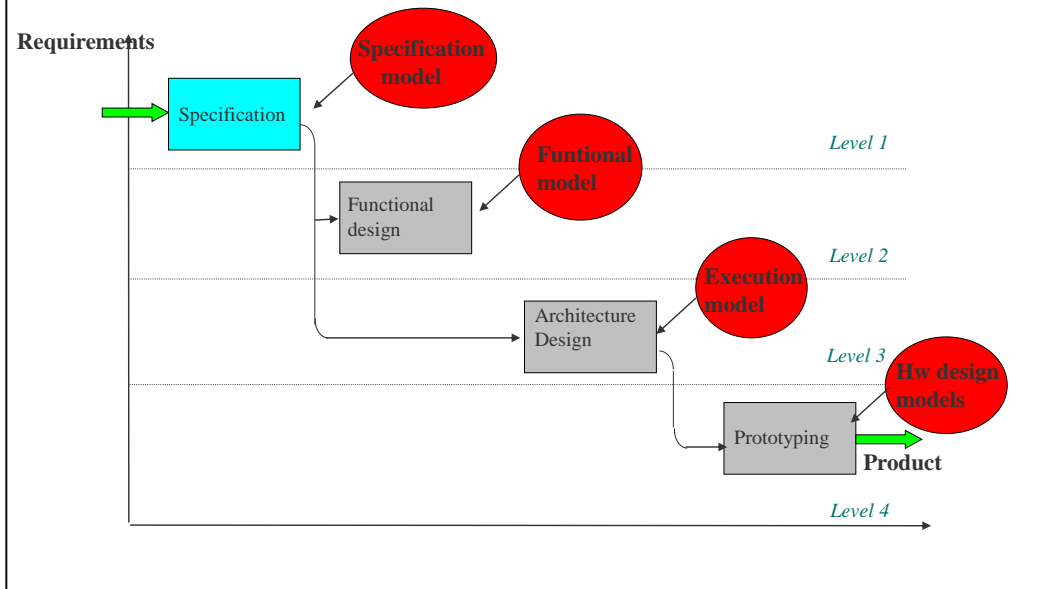 Requirements
Specification
model
Specification
Level 1
Funtional
model
Functional
design
Level 2
Execution
model
Architecture
Design
Level 3
Hw design
models
Prototyping
Product
Level 4